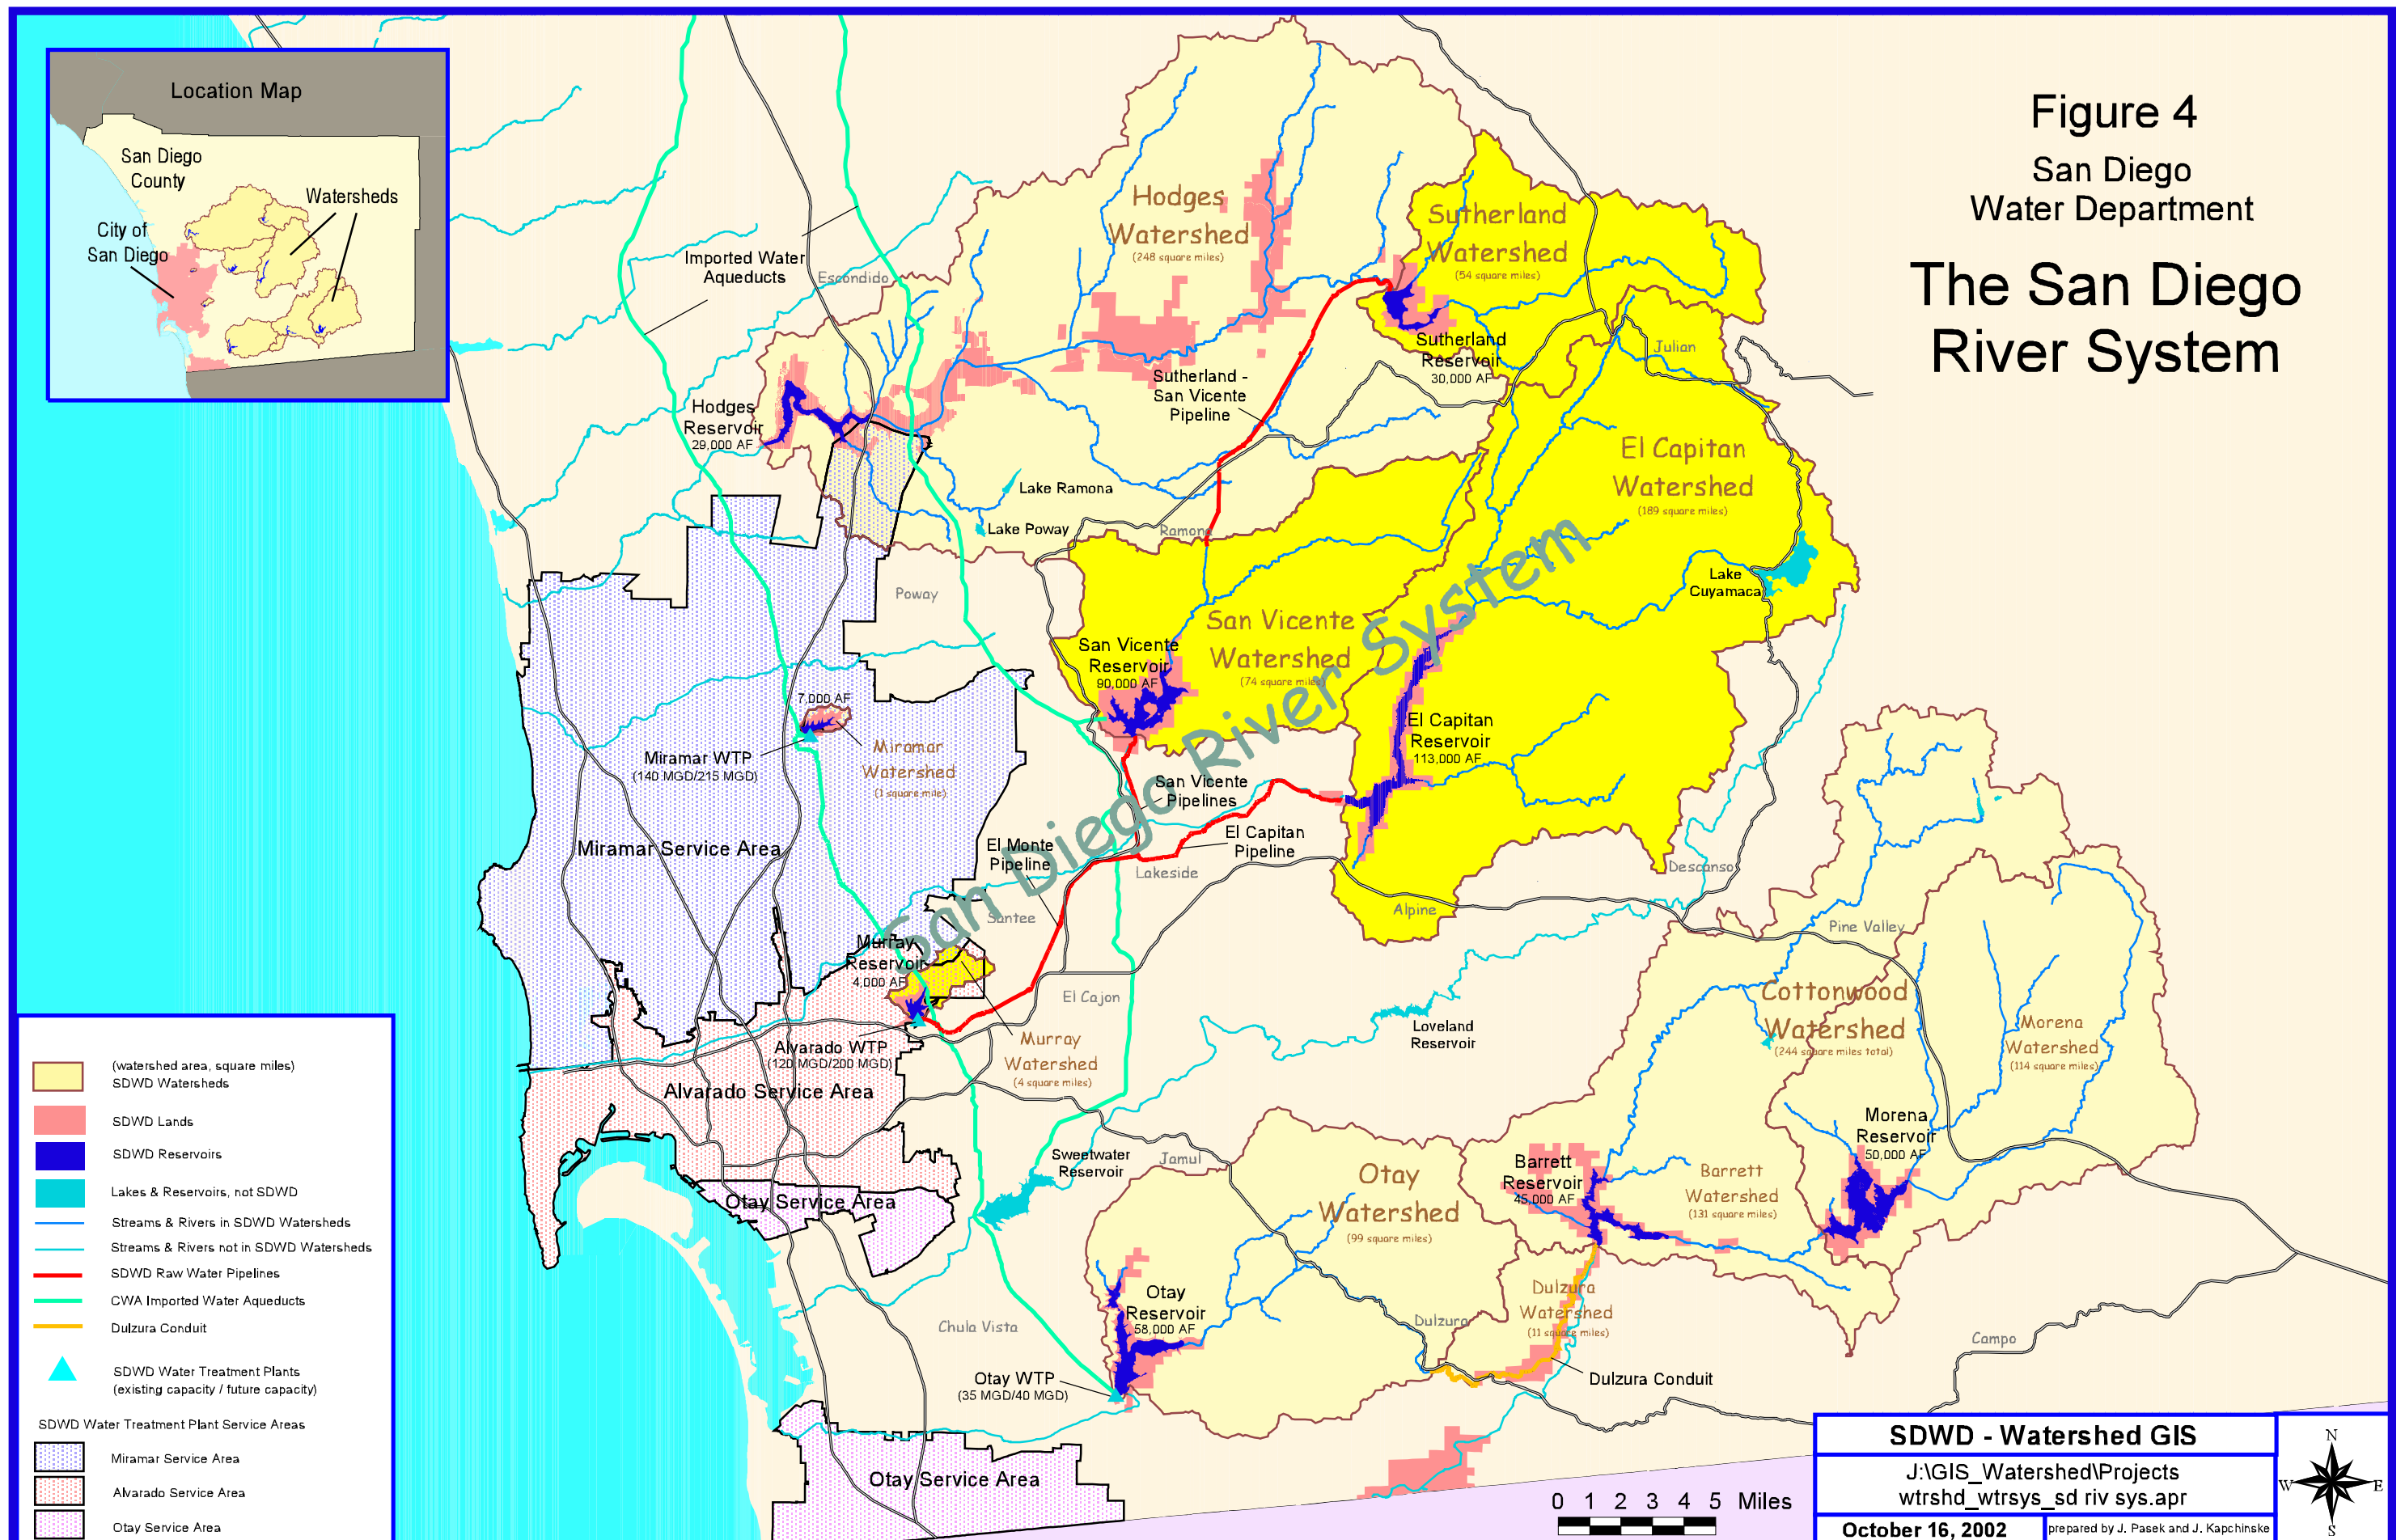 Figure 4
San Diego
Water Department
The San Diego
River System
Location Map
San Diego
County
Watersheds
City of
San Diego
Imported Water
Aqueducts
Escondido
Hodges
Watershed
(248 square miles)
Sutherland
Watershed
(54 square miles)
Sutherland
Reservoir
30,000 AF
Julian
Sutherland -
San Vicente
Pipeline
Hodges
Reservoir
29,000 AF
El Capitan
Watershed
(189 square miles)
Lake Ramona
Lake Poway
Ramona
Poway
Lake
Cuyamaca
San Vicente
Watershed
(74 square miles)
San Vicente
Reservoir
90,000 AF
San Diego River System
El Capitan
Reservoir
113,000 AF
7,000 AF
Miramar WTP
(140 MGD/215 MGD)
Miramar
Watershed
(1 square mile)
San Vicente
Pipelines
El Capitan
Pipeline
El Monte
Pipeline
Miramar Service Area
Lakeside
Santee
Descanso
Alpine
Pine Valley
Murray
Reservoir
4,000 AF
El Cajon
Murray
Watershed
(4 square miles)
Alvarado WTP
(120 MGD/200 MGD)
Alvarado Service Area
Loveland
Reservoir
Cottonwood
Watershed
(244 square miles total)
Morena
Watershed
(114 square miles)
Morena
Reservoir
50,000 AF
Sweetwater
Reservoir
Jamul
Otay Service Area
Otay
Watershed
(99 square miles)
Barrett
Reservoir
45,000 AF
Barrett
Watershed
(131 square miles)
Otay
Reservoir
58,000 AF
Dulzura
Watershed
(11 square miles)
Dulzura
Chula Vista
Campo
Otay WTP
(35 MGD/40 MGD)
Dulzura Conduit
Otay Service Area
(watershed area, square miles)
SDWD Watersheds
SDWD Lands
SDWD Reservoirs
Lakes & Reservoirs, not SDWD
Streams & Rivers in SDWD Watersheds
Streams & Rivers not in SDWD Watersheds
SDWD Raw Water Pipelines
CWA Imported Water Aqueducts
Dulzura Conduit
SDWD Water Treatment Plants
(existing capacity / future capacity)
SDWD Water Treatment Plant Service Areas
Miramar Service Area
Alvarado Service Area
Otay Service Area
0 1 2 3 4 5 Miles
SDWD - Watershed GIS
J:\GIS_Watershed\Projects
wtrshd_wtrsys_sd riv sys.apr
October 16, 2002
prepared by J. Pasek and J. Kapchinske
N
W
E
S